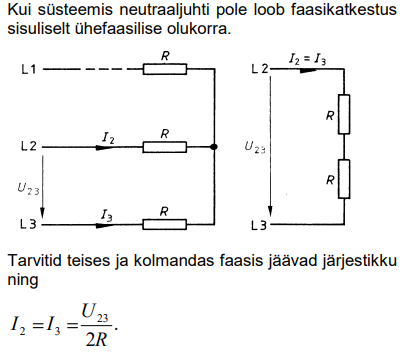 Kui süsteemis neutraaljuhti pole loob faasikatkestus
sisuliselt ühefaasilise olukorra.
L1 R
L2 I₂ R
U₂₃
L3 I₃ R
L2 I₂ = I₃
R
U₂₃
R
L3
Tarvitid teises ja kolmandas faasis jäävad järjestikku
ning
I₂ = I₃ = U₂₃ / 2R .